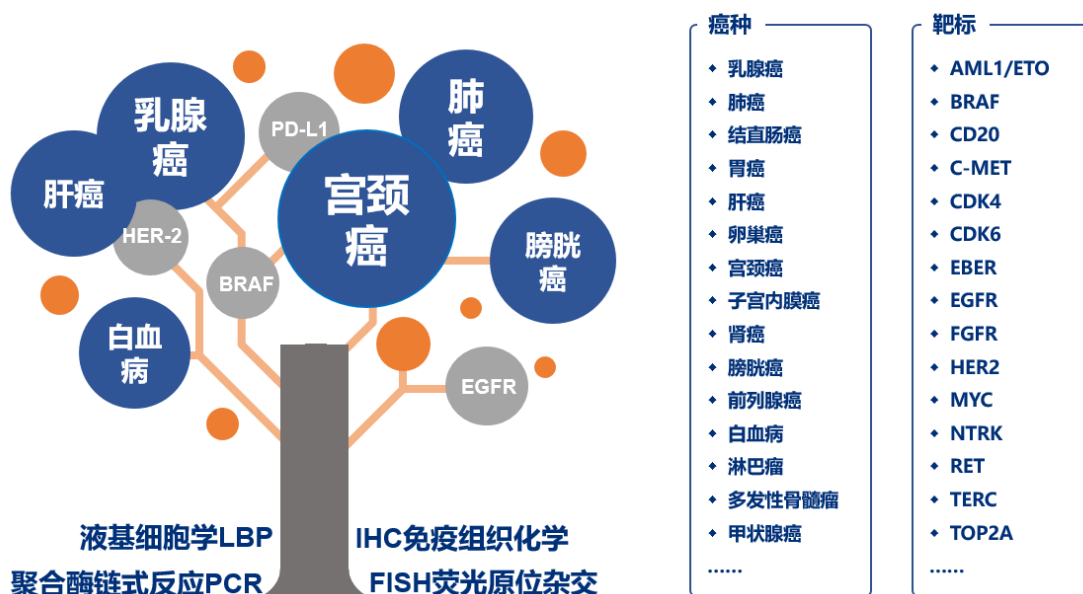 乳腺
癌
PD-L1
肺
癌
肝癌
宫颈
癌
HER-2
BRAF
膀胱
癌
白血
病
EGFR
液基细胞学LBP
IHC免疫组织化学
聚合酶链式反应PCR
FISH荧光原位杂交
癌种
乳腺癌
肺癌
结直肠癌
胃癌
肝癌
卵巢癌
宫颈癌
子宫内膜癌
肾癌
膀胱癌
前列腺癌
白血病
淋巴瘤
多发性骨髓瘤
甲状腺癌
......
靶标
AML1/ETO
BRAF
CD20
C-MET
CDK4
CDK6
EBER
EGFR
FGFR
HER2
MYC
NTRK
RET
TERC
TOP2A
......